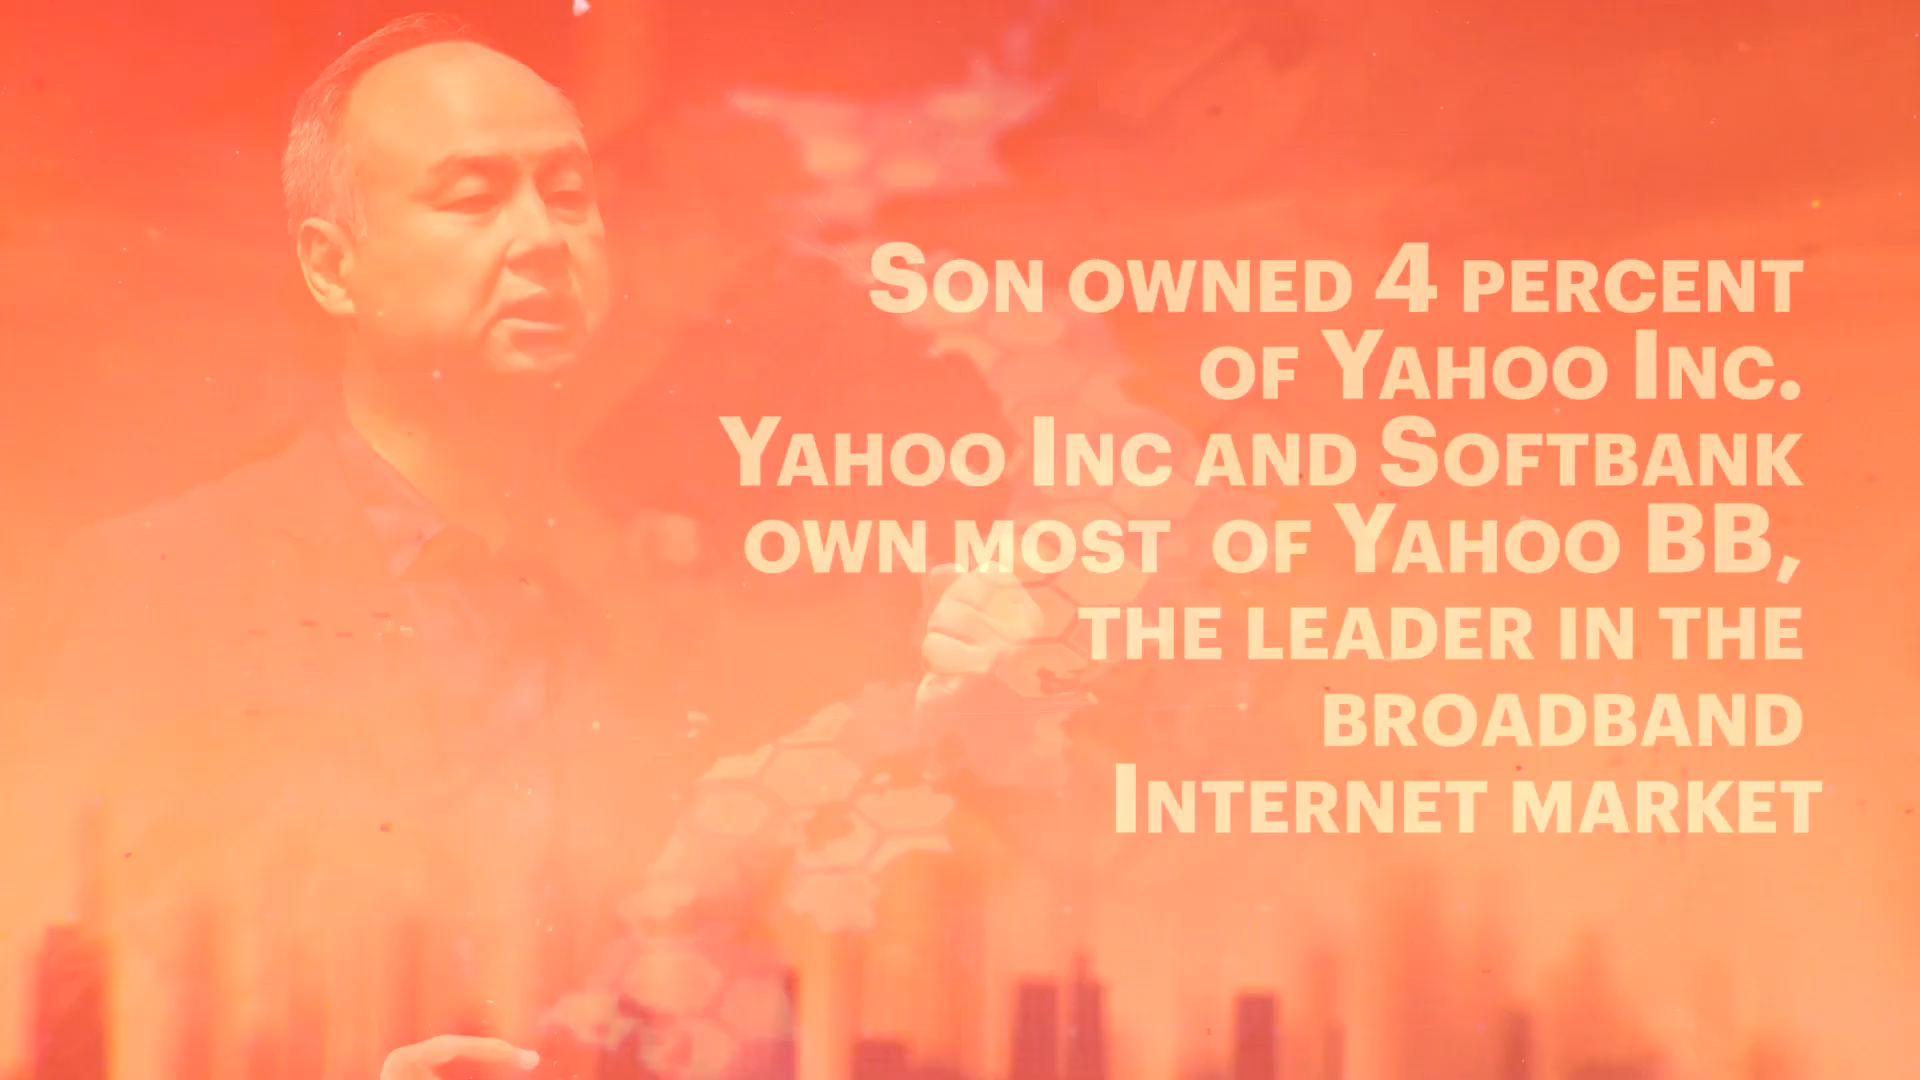 Son owned 4 percent
of Yahoo Inc.
Yahoo Inc and Softbank
own most of Yahoo BB,
the leader in the
broadband
Internet market